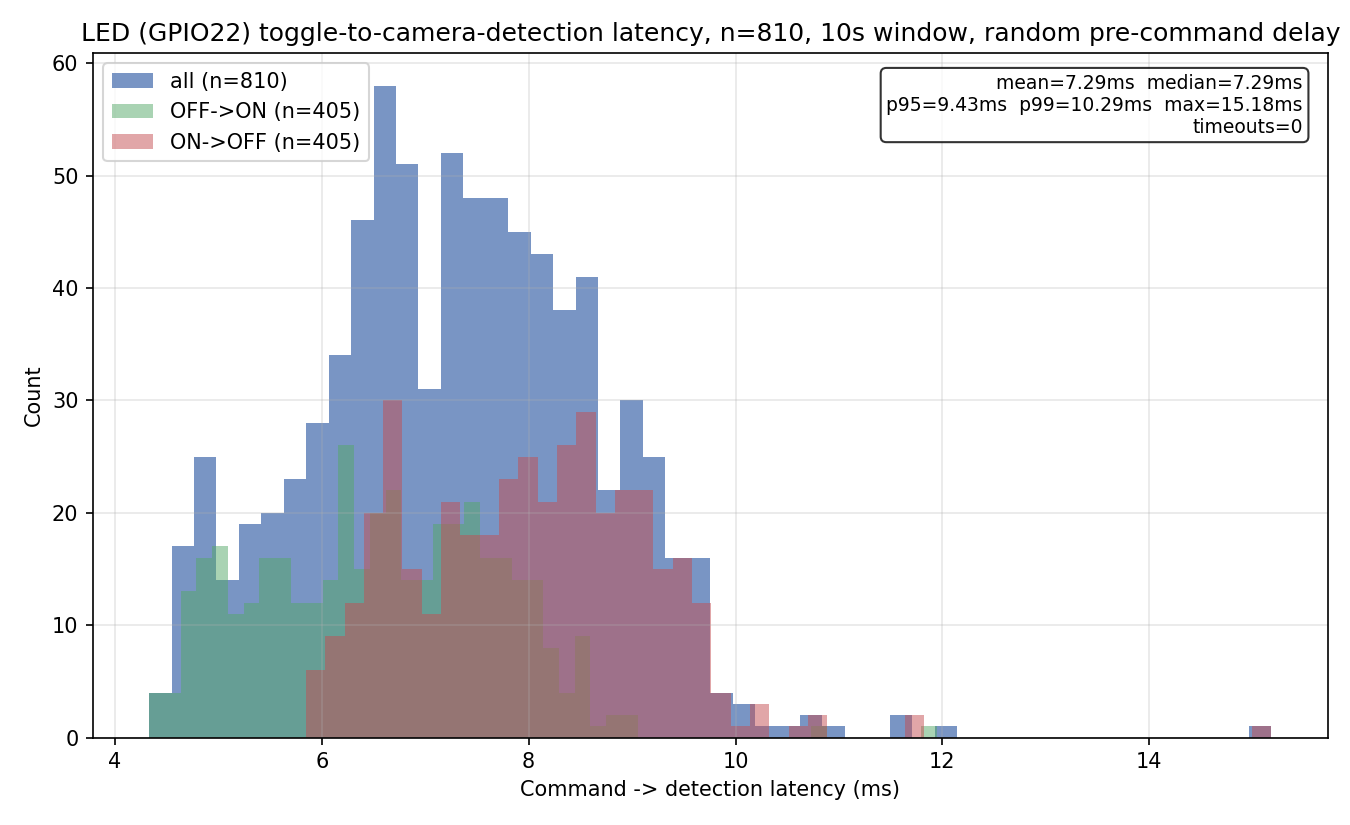 LED (GPIO22) toggle-to-camera-detection latency, n=810, 10s window, random pre-command delay
all (n=810)
OFF->ON (n=405)
ON->OFF (n=405)
mean=7.29ms  median=7.29ms
p95=9.43ms  p99=10.29ms  max=15.18ms
timeouts=0
Count
60
50
40
30
20
10
0
4 6 8 10 12 14
Command -> detection latency (ms)